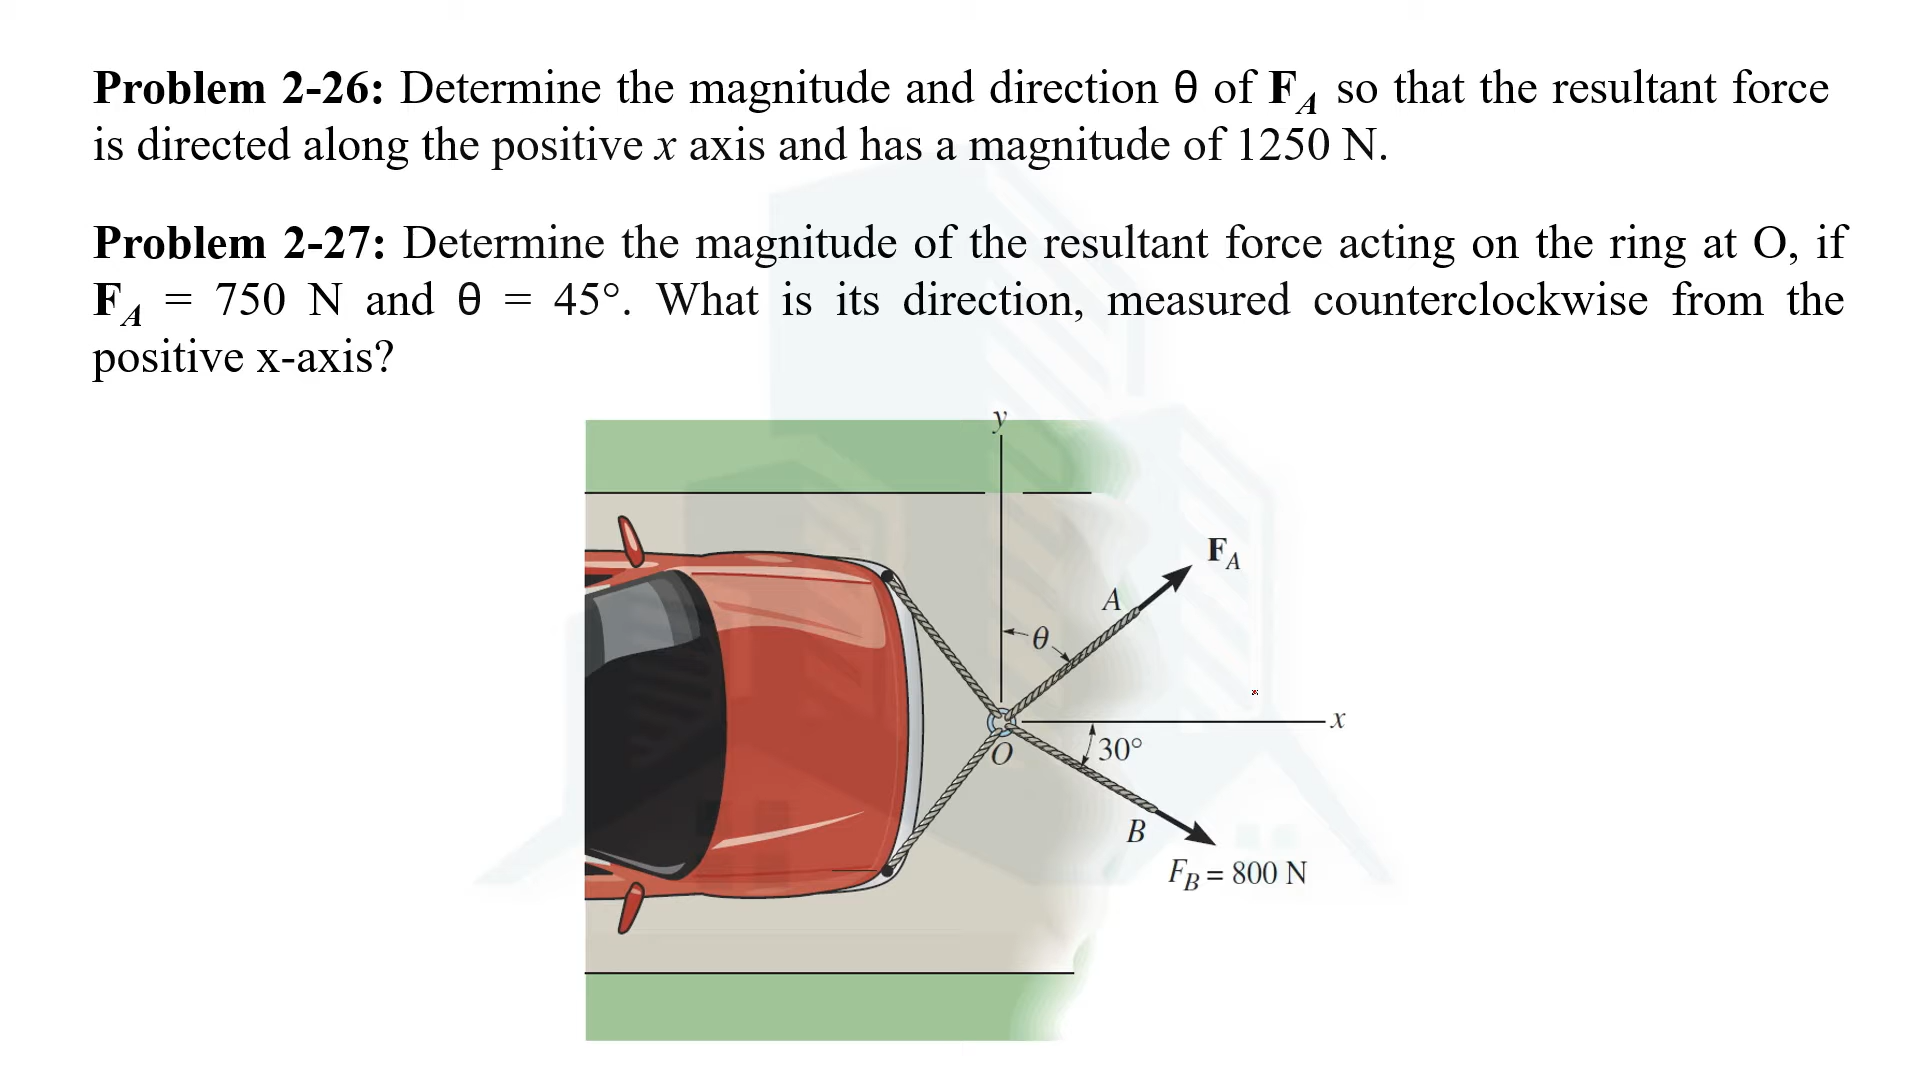 Problem 2-26: Determine the magnitude and direction θ of F_A so that the resultant force
is directed along the positive x axis and has a magnitude of 1250 N.
Problem 2-27: Determine the magnitude of the resultant force acting on the ring at O, if
F_A = 750 N and θ = 45°. What is its direction, measured counterclockwise from the
positive x-axis?
y
F_A
A
θ
x
O
30°
B
F_B = 800 N